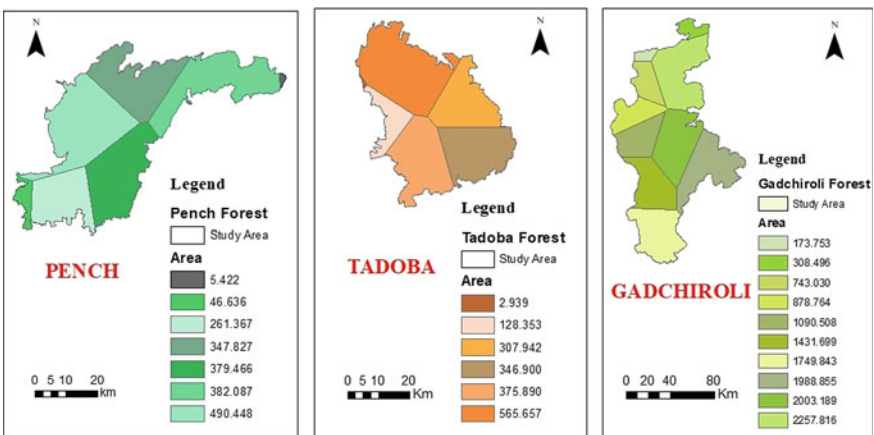 N
Legend
Pench Forest
Study Area
Area
5.422
46.636
261.367
347.827
379.466
382.087
490.448
PENCH
0 5 10 20
km
N
Legend
Tadoba Forest
Study Area
Area
2.939
128.353
307.942
346.900
375.890
565.657
TADOBA
0 5 10 20
Km
N
Legend
Gadchiroli Forest
Study Area
Area
173.753
308.496
743.030
878.764
1090.508
1431.699
1749.843
1988.855
2003.189
2257.816
GADCHIROLI
0 20 40 80
Km